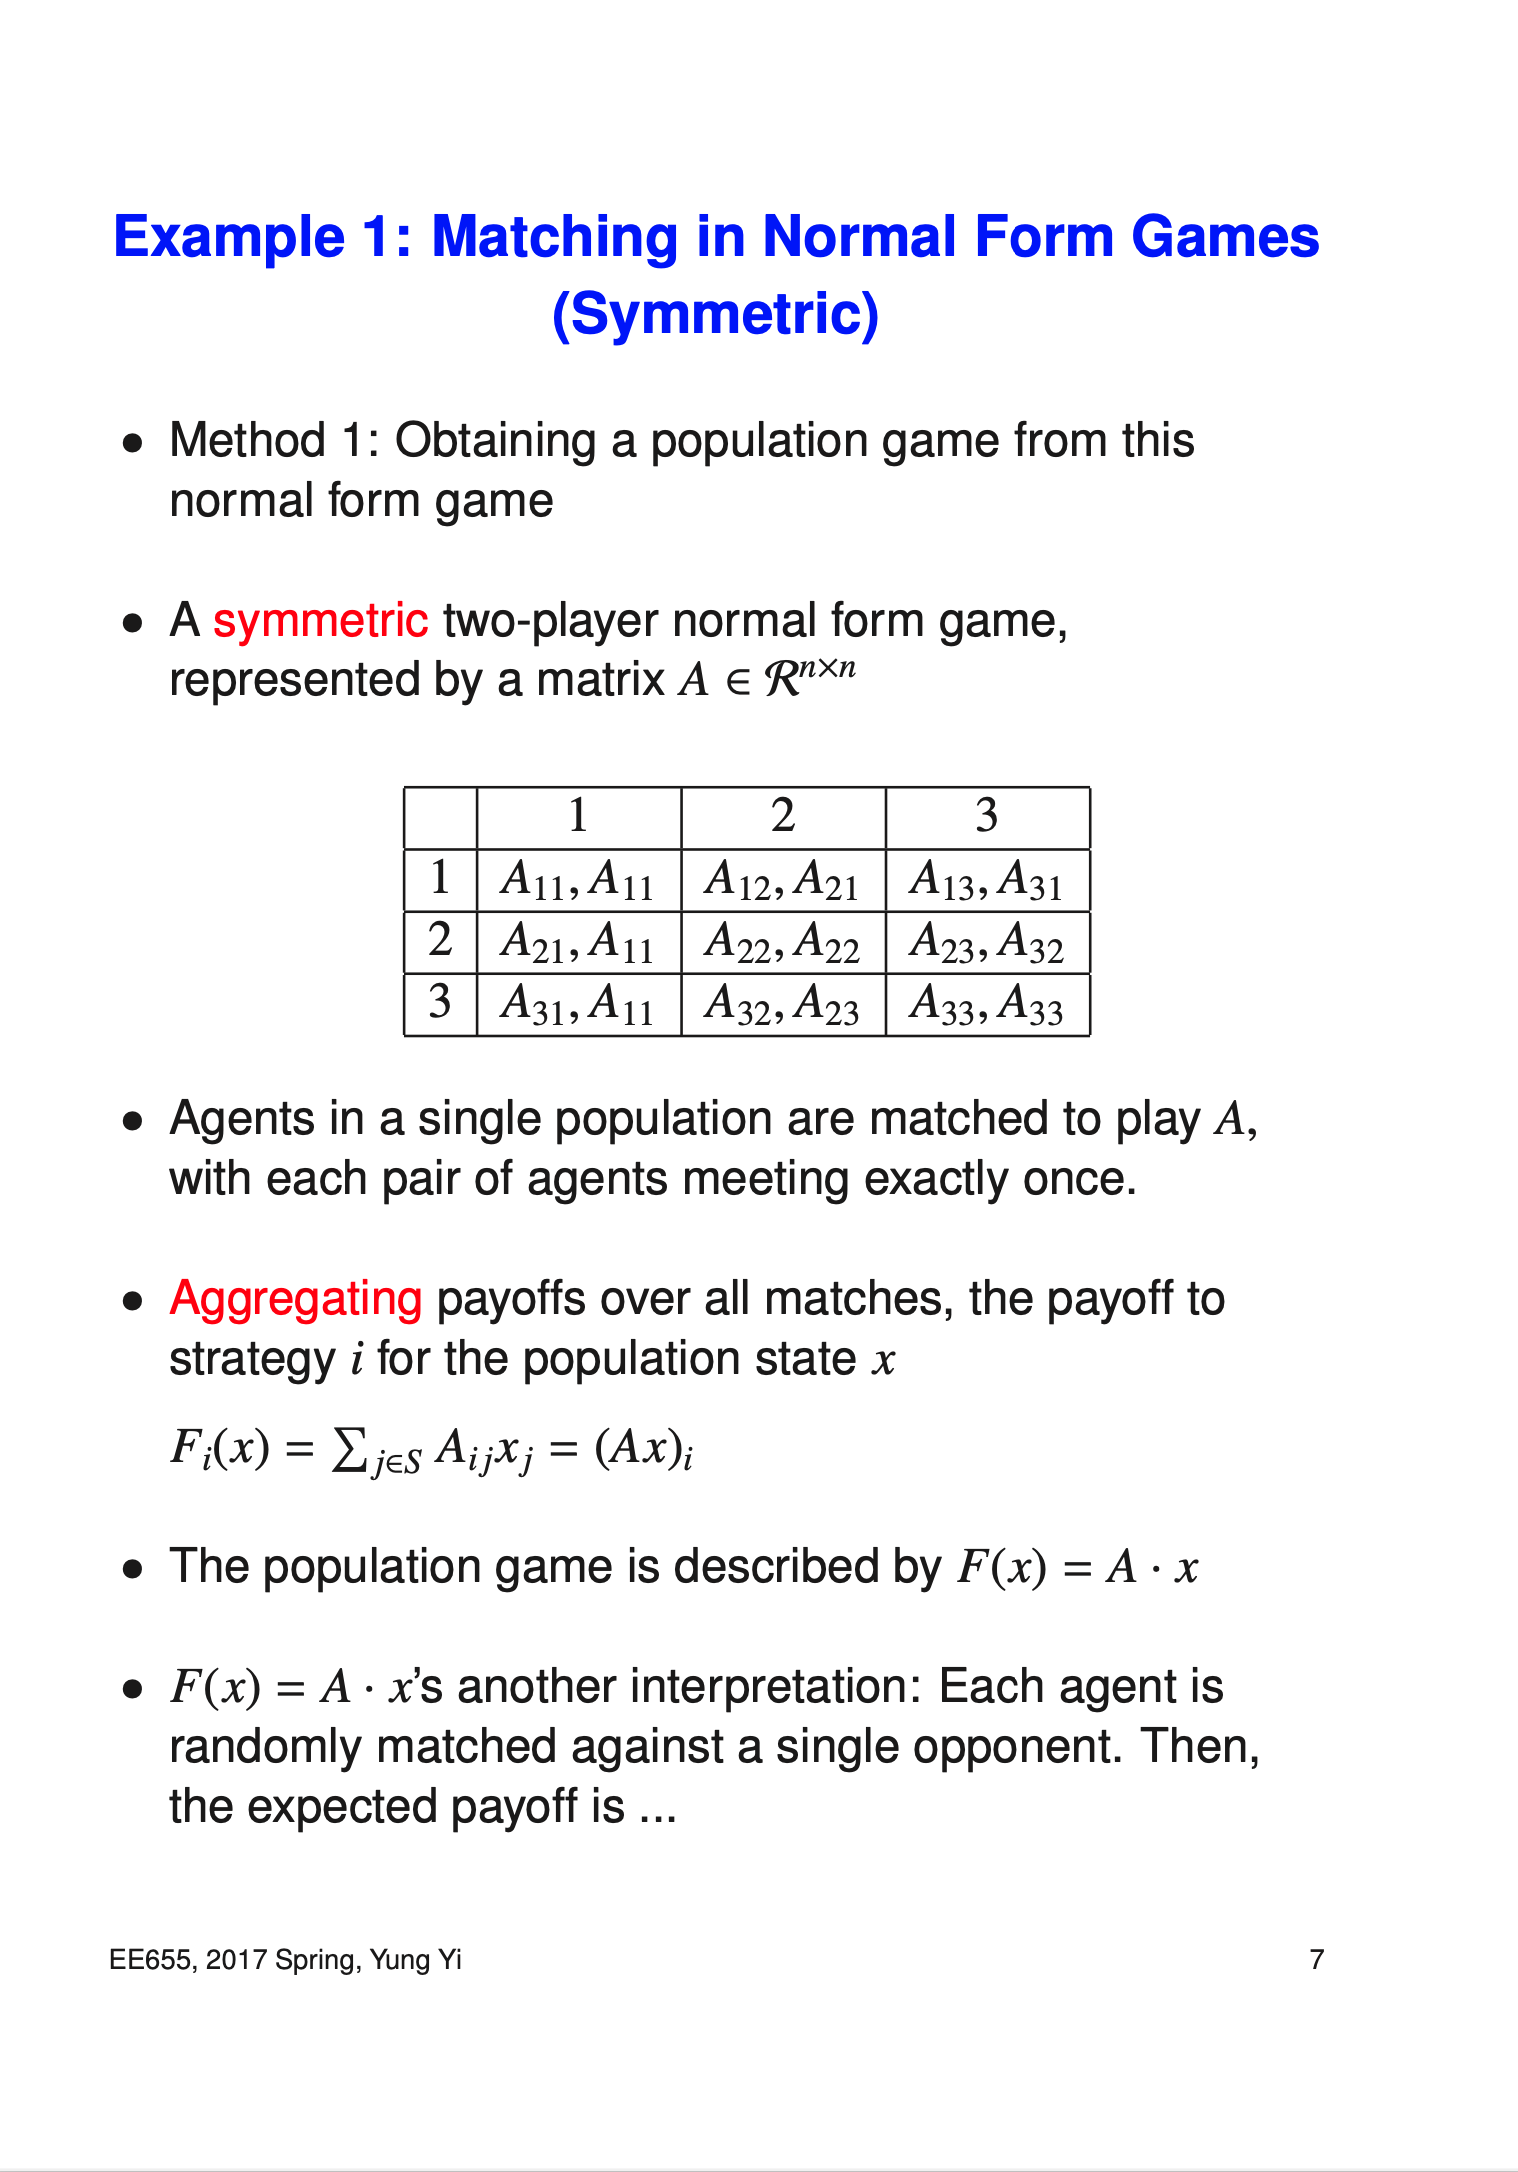 Example 1: Matching in Normal Form Games
(Symmetric)
• Method 1: Obtaining a population game from this
normal form game
• A symmetric two-player normal form game,
represented by a matrix A ∈ ℛⁿˣⁿ
1 2 3
1 A₁₁, A₁₁ A₁₂, A₂₁ A₁₃, A₃₁
2 A₂₁, A₁₁ A₂₂, A₂₂ A₂₃, A₃₂
3 A₃₁, A₁₁ A₃₂, A₂₃ A₃₃, A₃₃
• Agents in a single population are matched to play A,
with each pair of agents meeting exactly once.
• Aggregating payoffs over all matches, the payoff to
strategy i for the population state x
Fᵢ(x) = ∑_{j∈S} A_{ij}x_j = (Ax)ᵢ
• The population game is described by F(x) = A · x
• F(x) = A · x’s another interpretation: Each agent is
randomly matched against a single opponent. Then,
the expected payoff is ...
EE655, 2017 Spring, Yung Yi 7